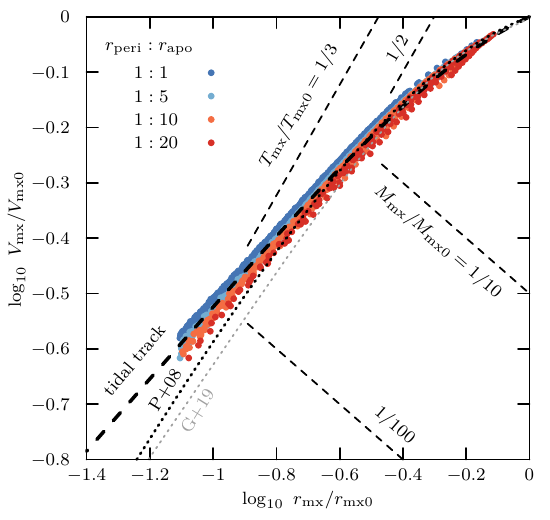 r_peri : r_apo
1 : 1
1 : 5
1 : 10
1 : 20
T_mx/T_mx0 = 1/3
1/2
M_mx/M_mx0 = 1/10
1/100
tidal track
P+08
G+19
0
−0.1
−0.2
−0.3
−0.4
−0.5
−0.6
−0.7
−0.8
log₁₀ V_mx/V_mx0
−1.4
−1.2
−1
−0.8
−0.6
−0.4
−0.2
0
log₁₀ r_mx/r_mx0